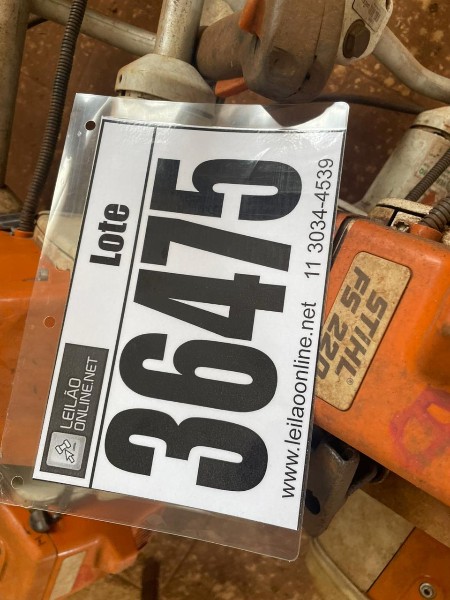 Lote
LEILÃO
ONLINE.NET
36475
www.leilaoonline.net 11 3034-4539
STIHL®
FS 220